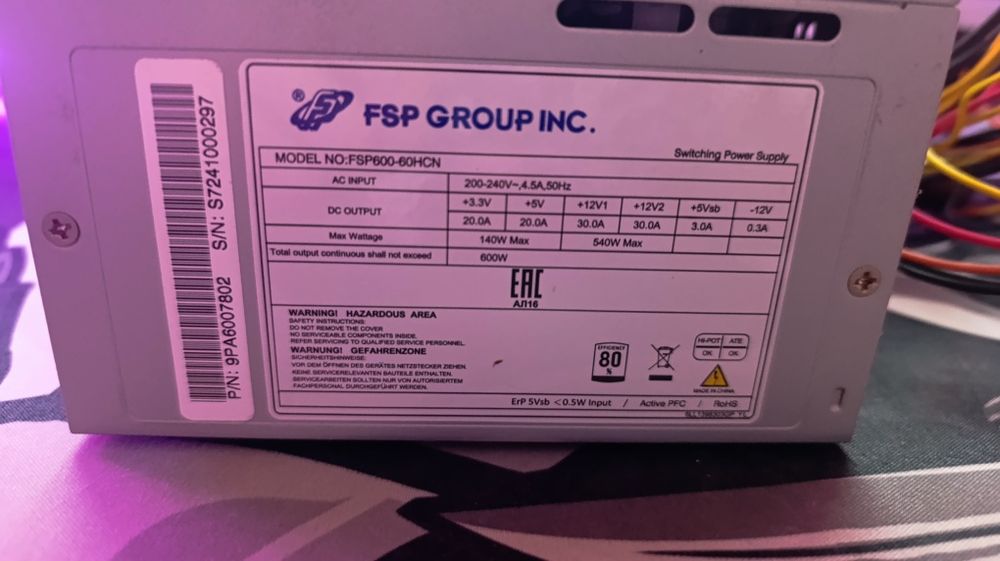 P/N: 9PA6007802 S/N: S7241000297
® FSP GROUP INC.
MODEL NO:FSP600-60HCN Switching Power Supply
AC INPUT 200-240V~,4.5A,50Hz
DC OUTPUT +3.3V +5V +12V1 +12V2 +5Vsb -12V
20.0A 20.0A 30.0A 30.0A 3.0A 0.3A
Max Wattage 140W Max 540W Max
Total output continuous shall not exceed 600W
EAC
АЛ16
WARNING! HAZARDOUS AREA
SAFETY INSTRUCTIONS:
DO NOT REMOVE THE COVER
NO SERVICEABLE COMPONENTS INSIDE.
REFER SERVICING TO QUALIFIED SERVICE PERSONNEL.
WARNUNG! GEFAHRENZONE
SICHERHEITSHINWEISE:
VOR DEM ÖFFNEN DES GERÄTES NETZSTECKER ZIEHEN.
KEINE SERVICERELEVANTEN BAUTEILE ENTHALTEN.
SERVICEARBEITEN SOLLTEN NUR VON AUTORISIERTEM
FACHPERSONAL DURCHGEFÜHRT WERDEN.
EFFICIENCY
80
%
HI-POT ATE
OK OK
MADE IN CHINA
ErP 5Vsb <0.5W Input / Active PFC / RoHS